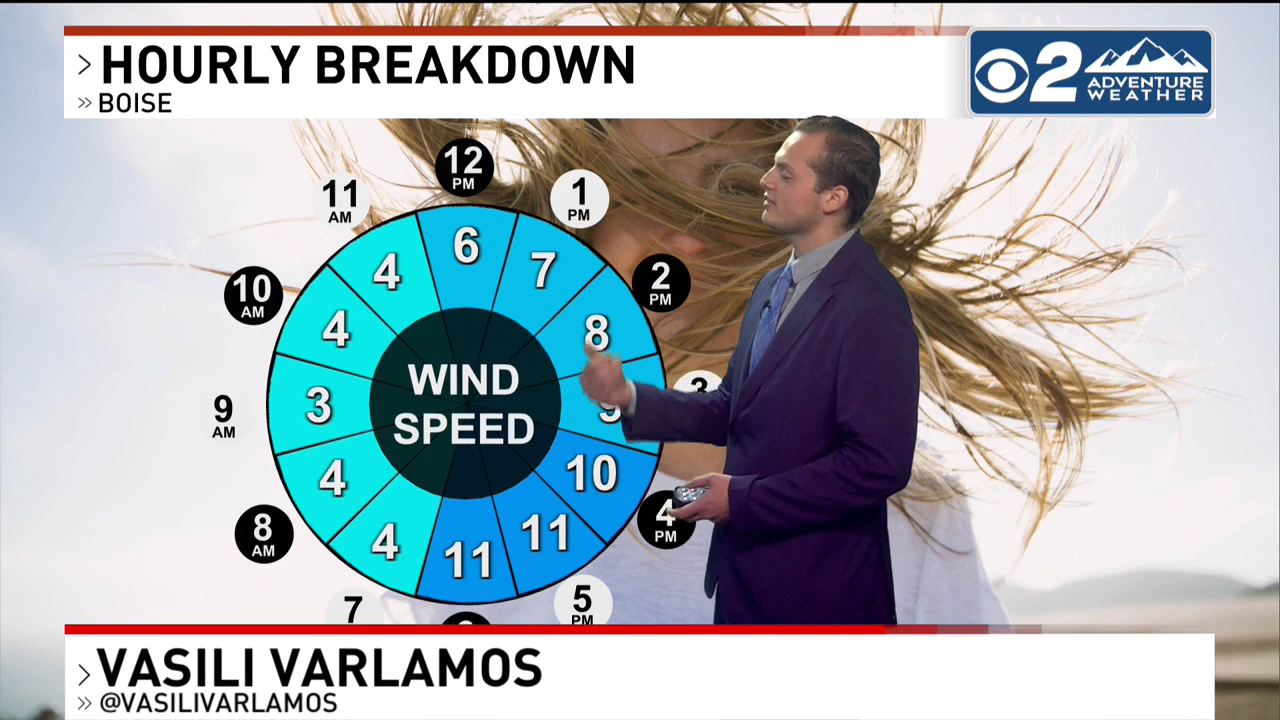 HOURLY BREAKDOWN
BOISE
2 ADVENTURE
WEATHER
12
PM
11
AM
1
PM
10
AM
2
PM
9
AM
3
8
AM
4
PM
7
5
PM
6
7
8
9
10
11
11
4
4
3
4
4
WIND
SPEED
VASILI VARLAMOS
@VASILIVARLAMOS